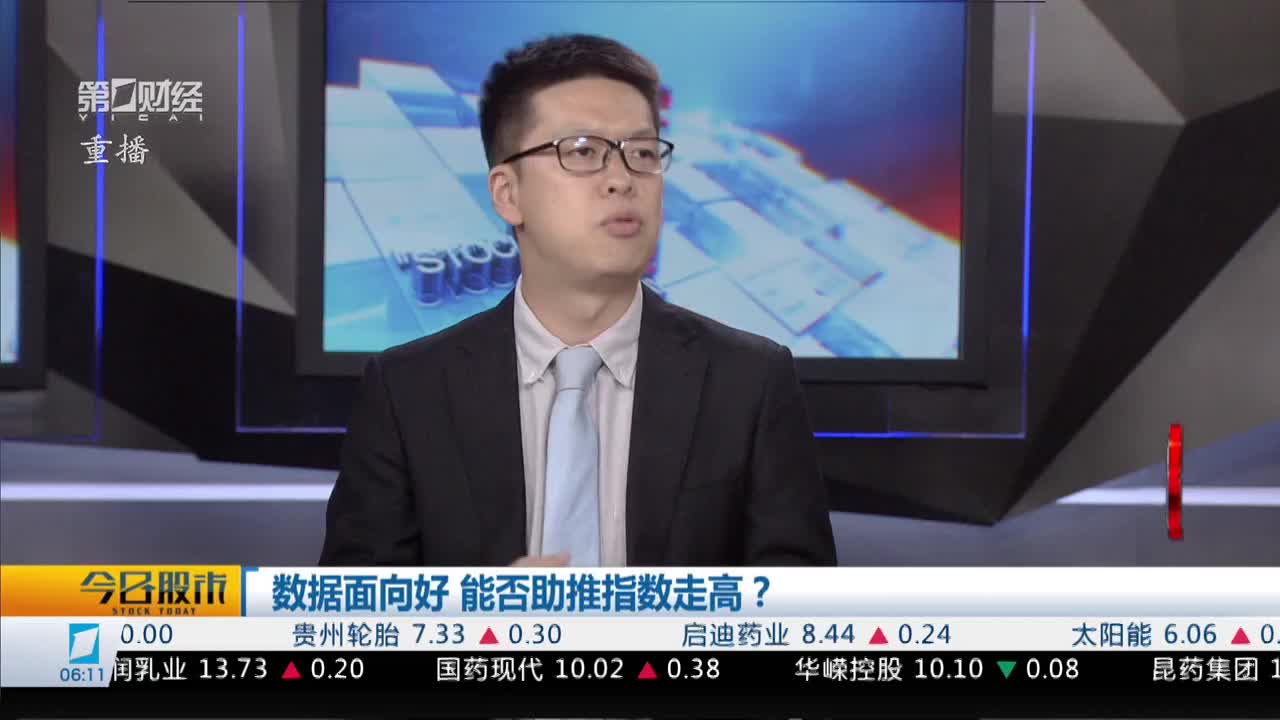 第一财经
YICAI
重播
"STOC
今日股市
STOCK TODAY
数据面向好 能否助推指数走高？
0.00 贵州轮胎 7.33 ▲ 0.30 启迪药业 8.44 ▲ 0.24 太阳能 6.06 ▲ 0.
06:11
润乳业 13.73 ▲ 0.20 国药现代 10.02 ▲ 0.38 华嵘控股 10.10 ▼ 0.08 昆药集团 1